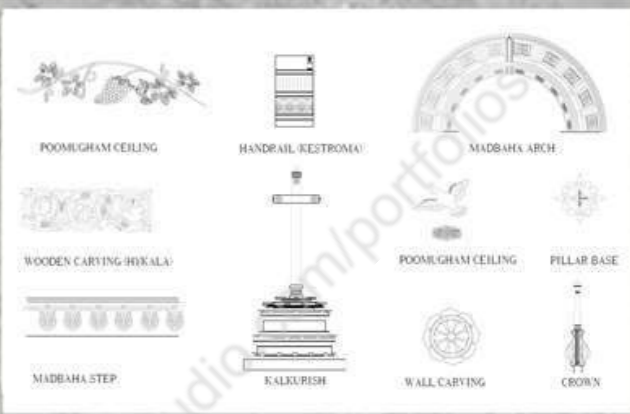 POOMUGHAM CEILING
HANDRAIL (KESTROMA)
MADBAHA ARCH
WOODEN CARVING (HYKALA)
POOMUGHAM CEILING
PILLAR BASE
MADBAHA STEP
KALKURISH
WALL CARVING
CROWN
m/portfolios